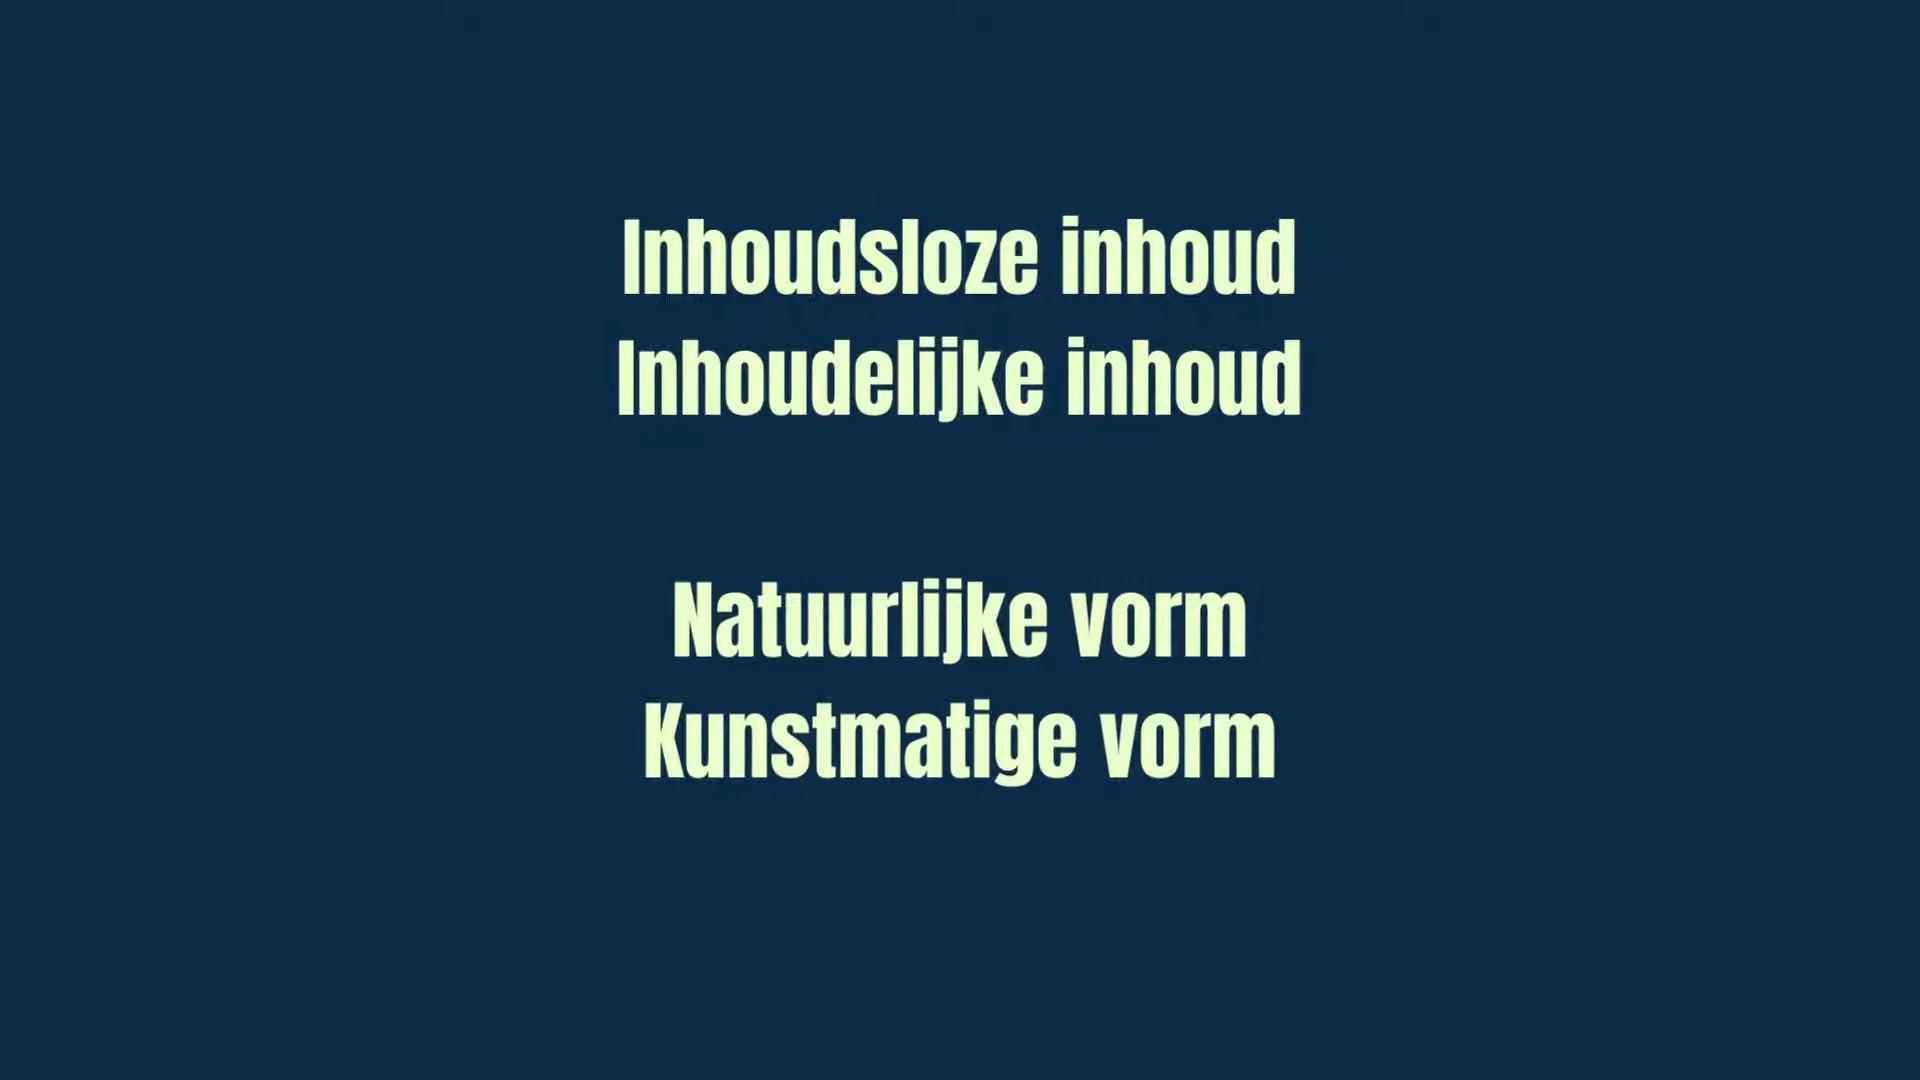 Inhoudsloze inhoud
Inhoudelijke inhoud
Natuurlijke vorm
Kunstmatige vorm